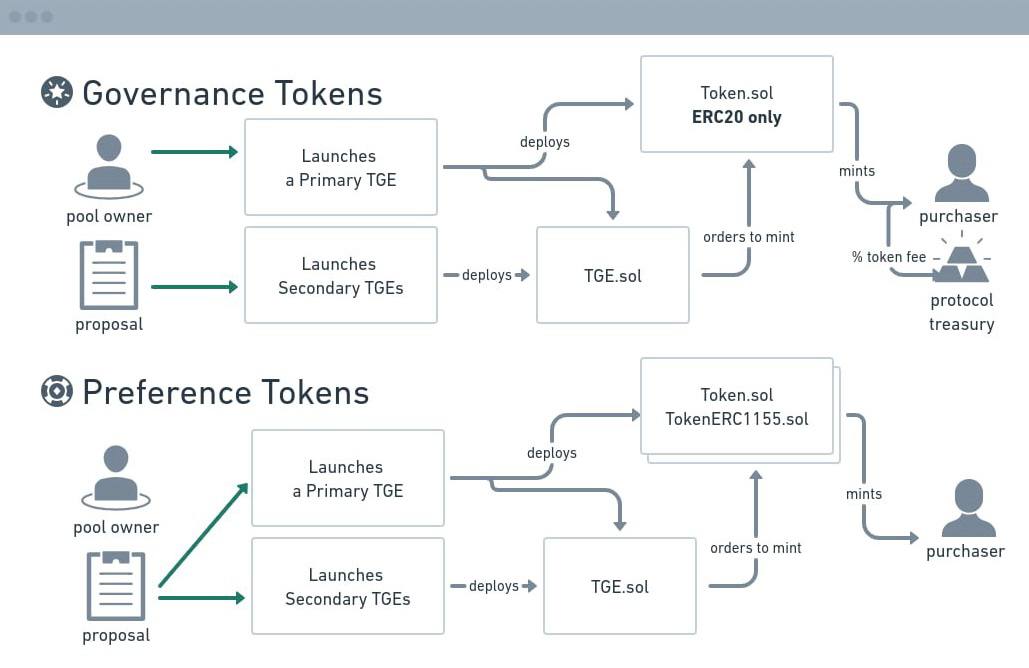 Governance Tokens
pool owner
Launches
a Primary TGE
deploys
Token.sol
ERC20 only
mints
purchaser
proposal
Launches
Secondary TGEs
deploys
TGE.sol
orders to mint
% token fee
protocol
treasury
Preference Tokens
pool owner
Launches
a Primary TGE
deploys
Token.sol
TokenERC1155.sol
mints
purchaser
proposal
Launches
Secondary TGEs
deploys
TGE.sol
orders to mint